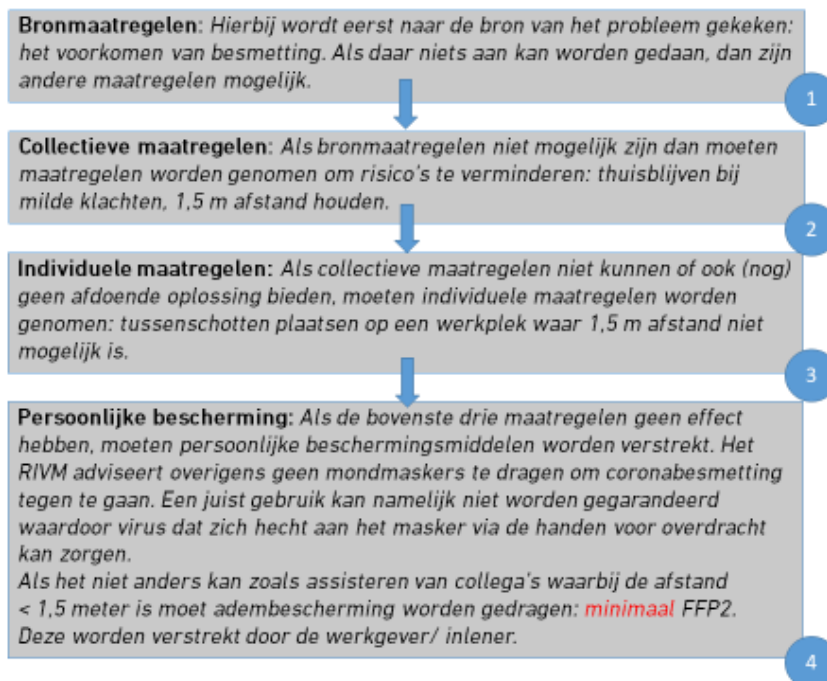 Bronmaatregelen: Hierbij wordt eerst naar de bron van het probleem gekeken:
het voorkomen van besmetting. Als daar niets aan kan worden gedaan, dan zijn
andere maatregelen mogelijk.
1
Collectieve maatregelen: Als bronmaatregelen niet mogelijk zijn dan moeten
maatregelen worden genomen om risico's te verminderen: thuisblijven bij
milde klachten, 1,5 m afstand houden.
2
Individuele maatregelen: Als collectieve maatregelen niet kunnen of ook (nog)
geen afdoende oplossing bieden, moeten individuele maatregelen worden
genomen: tussenschotten plaatsen op een werkplek waar 1,5 m afstand niet
mogelijk is.
3
Persoonlijke bescherming: Als de bovenste drie maatregelen geen effect
hebben, moeten persoonlijke beschermingsmiddelen worden verstrekt. Het
RIVM adviseert overigens geen mondmaskers te dragen om coronabesmetting
tegen te gaan. Een juist gebruik kan namelijk niet worden gegarandeerd
waardoor virus dat zich hecht aan het masker via de handen voor overdracht
kan zorgen.
Als het niet anders kan zoals assisteren van collega's waarbij de afstand
< 1,5 meter is moet adembescherming worden gedragen: minimaal FFP2.
Deze worden verstrekt door de werkgever/ inlener.
4